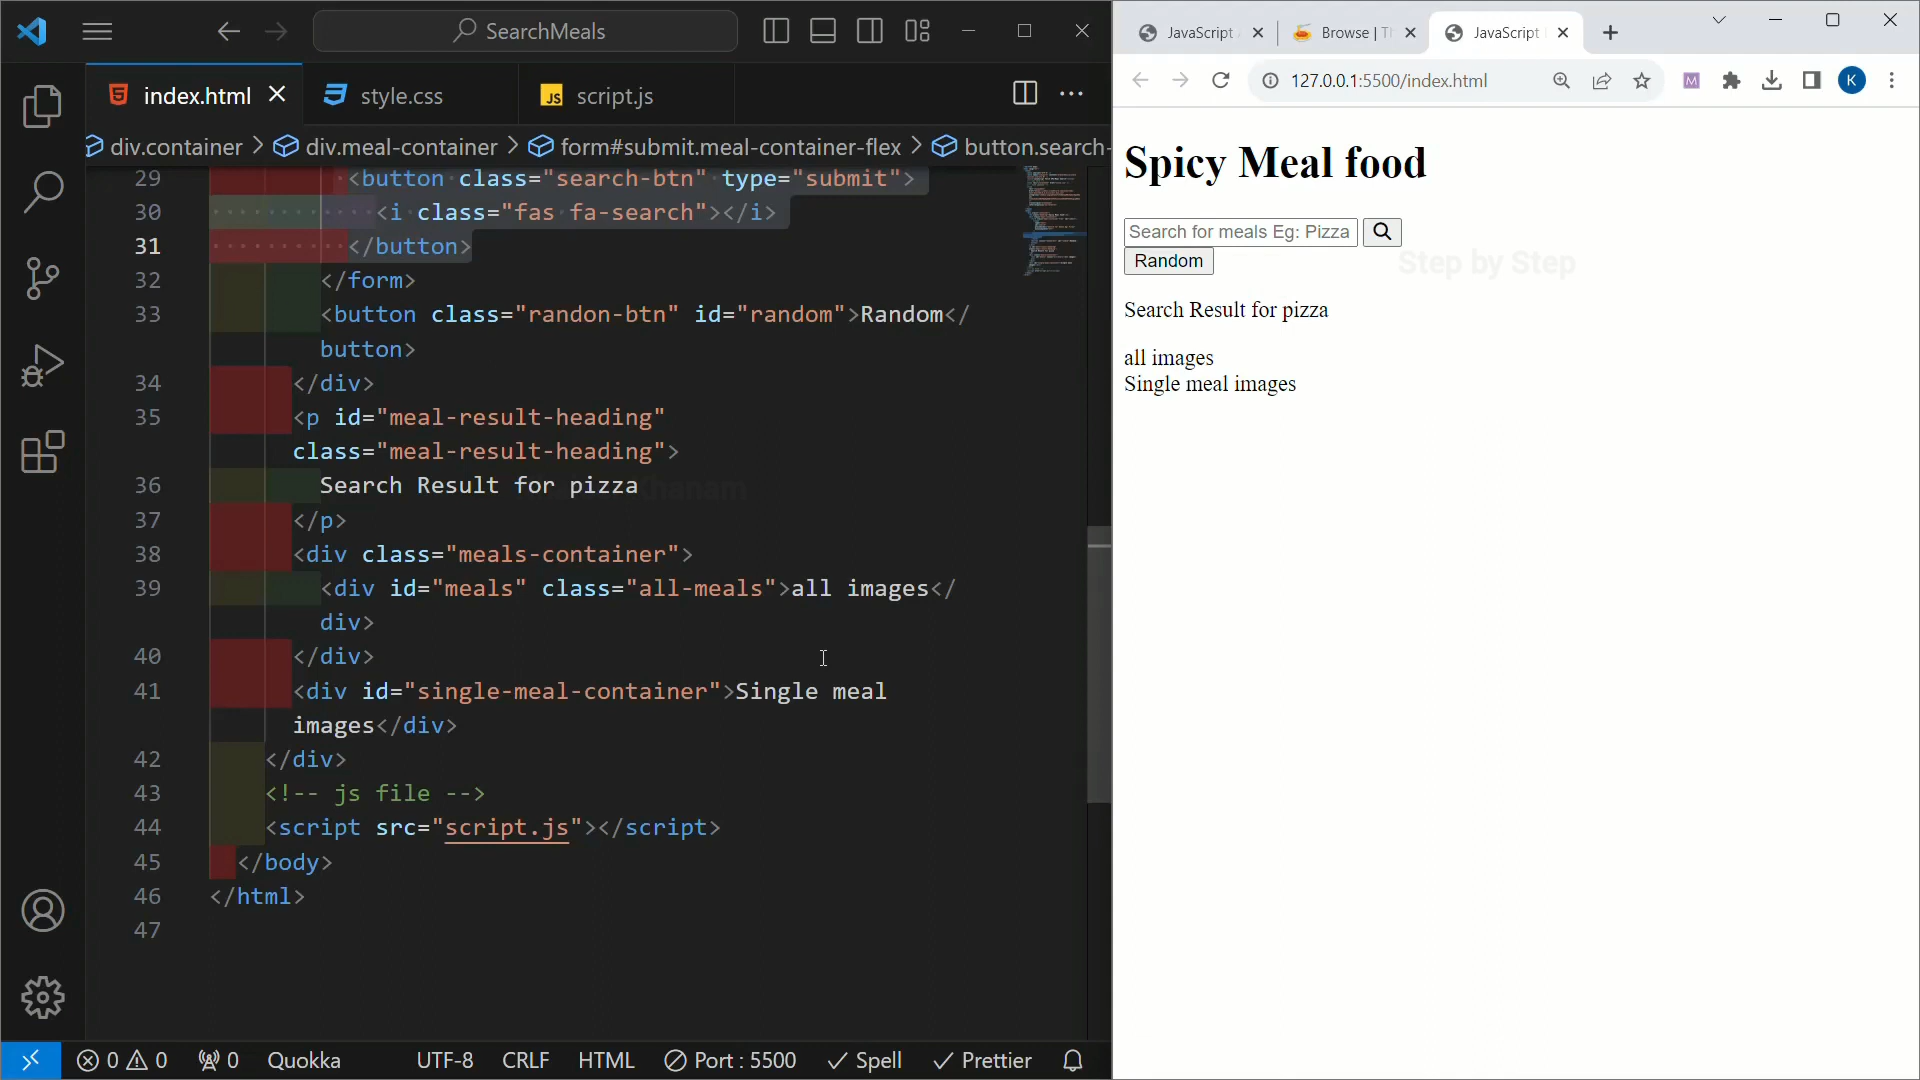 SearchMeals
index.html
style.css
JS script.js
div.container > div.meal-container > form#submit.meal-container-flex > button.search-
29 <button class="search-btn" type="submit">
30 <i class="fas fa-search"></i>
31 </button>
32 </form>
33 <button class="randon-btn" id="random">Random</
button>
34 </div>
35 <p id="meal-result-heading"
class="meal-result-heading">
36 Search Result for pizza
37 </p>
38 <div class="meals-container">
39 <div id="meals" class="all-meals">all images</
div>
40 </div>
41 <div id="single-meal-container">Single meal
images</div>
42 </div>
43 <!-- js file -->
44 <script src="script.js"></script>
45 </body>
46 </html>
47
0 0 0 Quokka UTF-8 CRLF HTML Port : 5500 Spell Prettier
JavaScript
Browse | T
JavaScript
127.0.0.1:5500/index.html
M
K
Spicy Meal food
Search for meals Eg: Pizza
Random
Step by Step
Search Result for pizza
all images
Single meal images